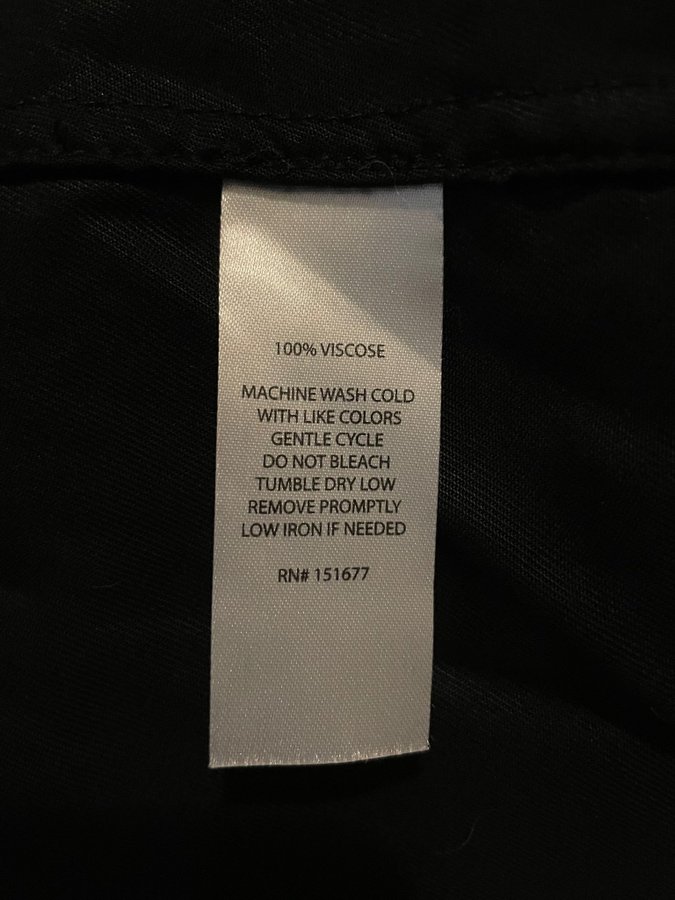 100% VISCOSE
MACHINE WASH COLD
WITH LIKE COLORS
GENTLE CYCLE
DO NOT BLEACH
TUMBLE DRY LOW
REMOVE PROMPTLY
LOW IRON IF NEEDED
RN# 151677